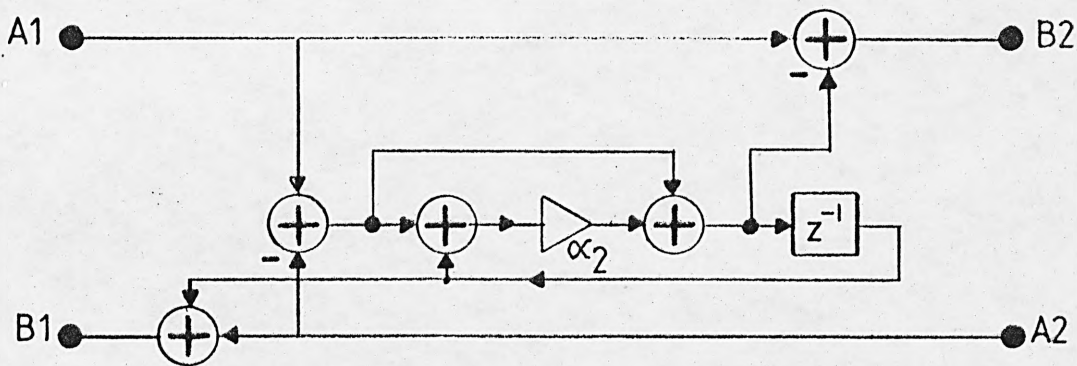 A1
B2
+
-
+
+
α2
+
z⁻¹
-
B1
+
A2